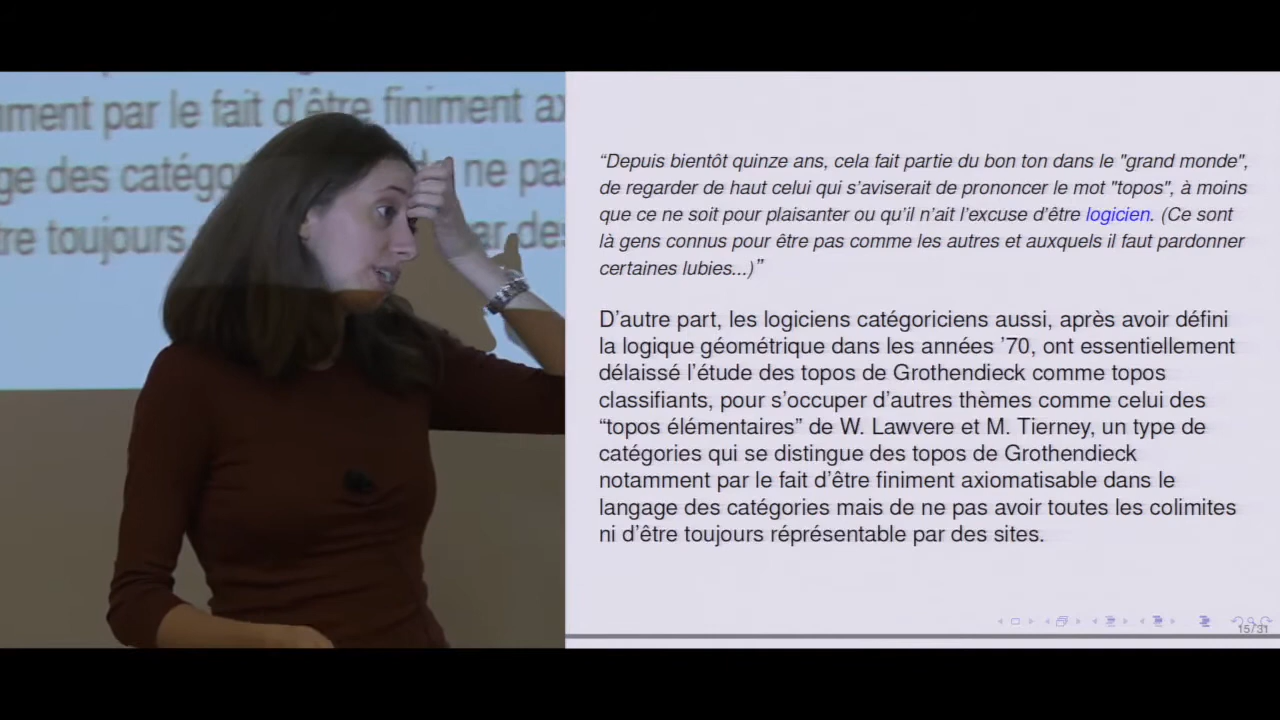 ument par le fait d'être finiment ax
ge des catégo ne pa
re toujours ar des
“Depuis bientôt quinze ans, cela fait partie du bon ton dans le "grand monde",
de regarder de haut celui qui s’aviserait de prononcer le mot "topos", à moins
que ce ne soit pour plaisanter ou qu’il n’ait l’excuse d’être logicien. (Ce sont
là gens connus pour être pas comme les autres et auxquels il faut pardonner
certaines lubies...)”
D’autre part, les logiciens catégoriciens aussi, après avoir défini
la logique géométrique dans les années ’70, ont essentiellement
délaissé l’étude des topos de Grothendieck comme topos
classifiants, pour s’occuper d’autres thèmes comme celui des
“topos élémentaires” de W. Lawvere et M. Tierney, un type de
catégories qui se distingue des topos de Grothendieck
notamment par le fait d’être finiment axiomatisable dans le
langage des catégories mais de ne pas avoir toutes les colimites
ni d’être toujours réprésentable par des sites.
15/31